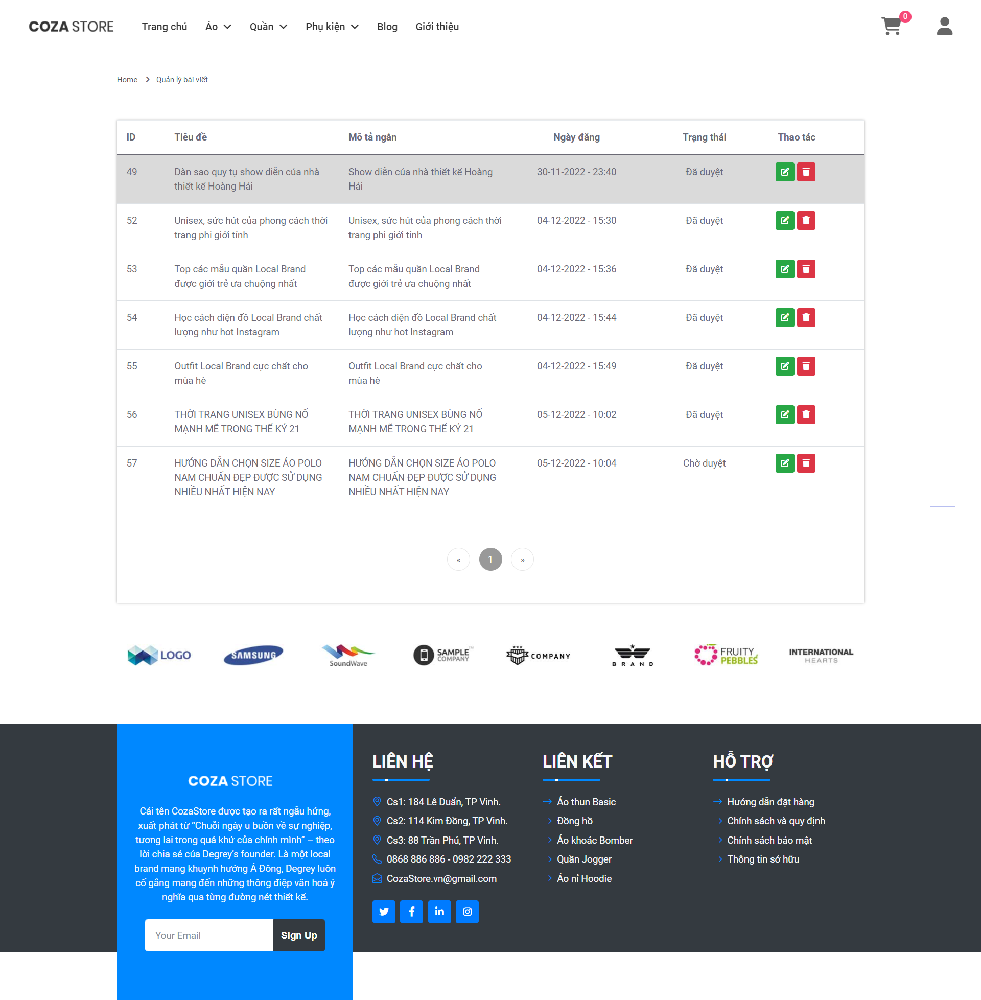 COZA STORE Trang chủ Áo Quần Phụ kiện Blog Giới thiệu 0
Home > Quản lý bài viết
ID Tiêu đề Mô tả ngắn Ngày đăng Trạng thái Thao tác
49 Dàn sao quy tụ show diễn của nhà Show diễn của nhà thiết kế Hoàng 30-11-2022 - 23:40 Đã duyệt
thiết kế Hoàng Hải Hải
52 Unisex, sức hút của phong cách thời Unisex, sức hút của phong cách thời 04-12-2022 - 15:30 Đã duyệt
trang phi giới tính trang phi giới tính
53 Top các mẫu quần Local Brand Top các mẫu quần Local Brand 04-12-2022 - 15:36 Đã duyệt
được giới trẻ ưa chuộng nhất được giới trẻ ưa chuộng nhất
54 Học cách diện đồ Local Brand chất Học cách diện đồ Local Brand chất 04-12-2022 - 15:44 Đã duyệt
lượng như hot Instagram lượng như hot Instagram
55 Outfit Local Brand cực chất cho Outfit Local Brand cực chất cho 04-12-2022 - 15:49 Đã duyệt
mùa hè mùa hè
56 THỜI TRANG UNISEX BÙNG NỔ THỜI TRANG UNISEX BÙNG NỔ 05-12-2022 - 10:02 Đã duyệt
MẠNH MẼ TRONG THẾ KỶ 21 MẠNH MẼ TRONG THẾ KỶ 21
57 HƯỚNG DẪN CHỌN SIZE ÁO POLO HƯỚNG DẪN CHỌN SIZE ÁO POLO 05-12-2022 - 10:04 Chờ duyệt
NAM CHUẨN ĐẸP ĐƯỢC SỬ DỤNG NAM CHUẨN ĐẸP ĐƯỢC SỬ DỤNG
NHIỀU NHẤT HIỆN NAY NHIỀU NHẤT HIỆN NAY
« 1 »
LOGO
SAMSUNG
SoundWave
SAMPLE ™
COMPANY
COMPANY
BRAND
FRUITY
PEBBLES
INTERNATIONAL
HEARTS
COZA STORE
Cái tên CozaStore được tạo ra rất ngẫu hứng,
xuất phát từ “Chuỗi ngày u buồn về sự nghiệp,
tương lai trong quá khứ của chính mình” – theo
lời chia sẻ của Degrey’s founder. Là một local
brand mang khuynh hướng Á Đông, Degrey luôn
cố gắng mang đến những thông điệp văn hoá ý
nghĩa qua từng đường nét thiết kế.
Your Email Sign Up
LIÊN HỆ
Cs1: 184 Lê Duẩn, TP Vinh.
Cs2: 114 Kim Đồng, TP Vinh.
Cs3: 88 Trần Phú, TP Vinh.
0868 886 886 - 0982 222 333
CozaStore.vn@gmail.com
LIÊN KẾT
Áo thun Basic
Đồng hồ
Áo khoác Bomber
Quần Jogger
Áo nỉ Hoodie
HỖ TRỢ
Hướng dẫn đặt hàng
Chính sách và quy định
Chính sách bảo mật
Thông tin sở hữu